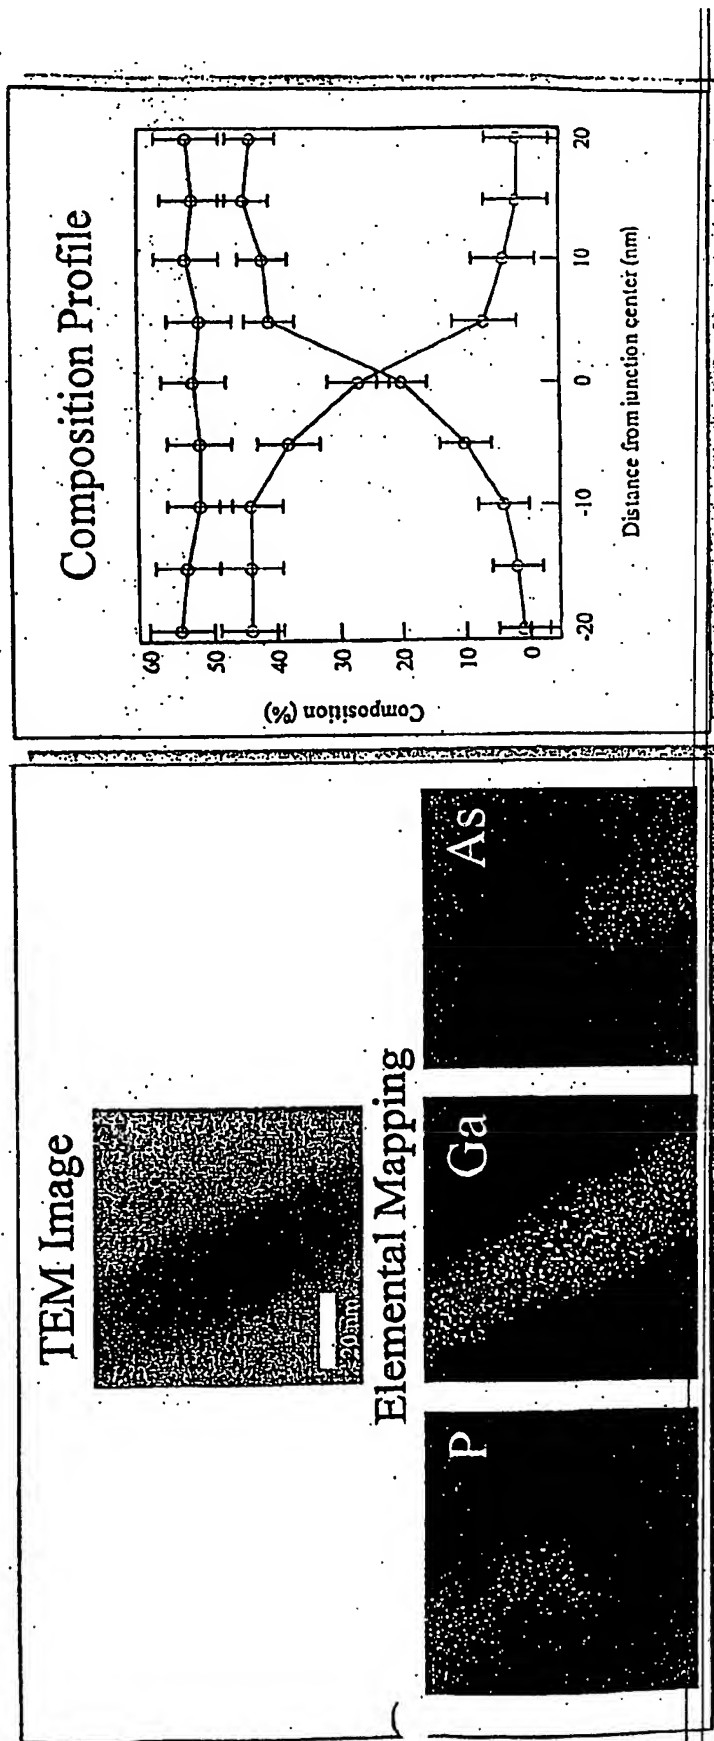 TEM Image
20nm
Elemental Mapping
P
Ga
As
Composition Profile
Composition (%)
60
50
40
30
20
10
0
-20
-10
0
10
20
Distance from junction center (nm)